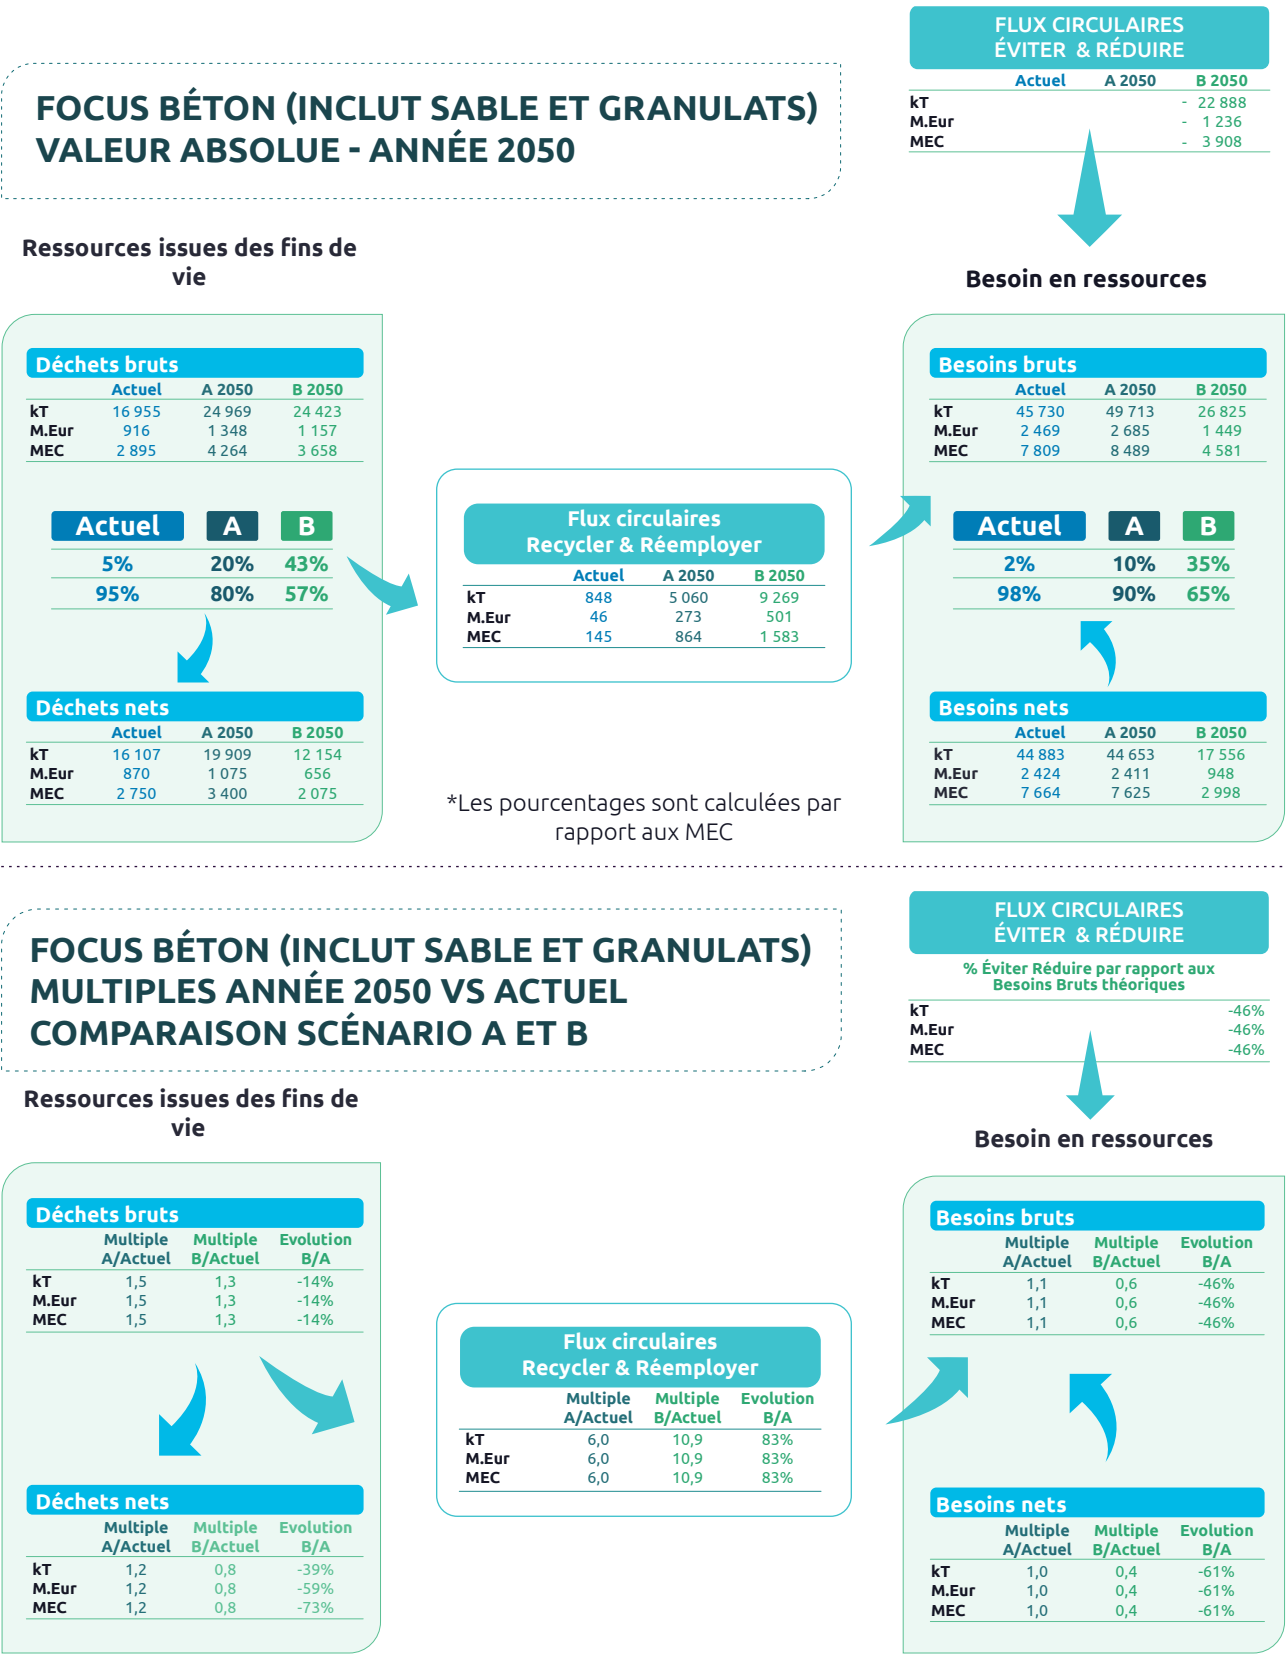 FLUX CIRCULAIRES
ÉVITER & RÉDUIRE
Actuel A 2050 B 2050
kT - 22 888
M.Eur - 1 236
MEC - 3 908
FOCUS BÉTON (INCLUT SABLE ET GRANULATS)
VALEUR ABSOLUE - ANNÉE 2050
Ressources issues des fins de
vie
Besoin en ressources
Déchets bruts
Actuel A 2050 B 2050
kT 16 955 24 969 24 423
M.Eur 916 1 348 1 157
MEC 2 895 4 264 3 658
Actuel A B
5% 20% 43%
95% 80% 57%
Déchets nets
Actuel A 2050 B 2050
kT 16 107 19 909 12 154
M.Eur 870 1 075 656
MEC 2 750 3 400 2 075
Flux circulaires
Recycler & Réemployer
Actuel A 2050 B 2050
kT 848 5 060 9 269
M.Eur 46 273 501
MEC 145 864 1 583
*Les pourcentages sont calculées par
rapport aux MEC
Besoins bruts
Actuel A 2050 B 2050
kT 45 730 49 713 26 825
M.Eur 2 469 2 685 1 449
MEC 7 809 8 489 4 581
Actuel A B
2% 10% 35%
98% 90% 65%
Besoins nets
Actuel A 2050 B 2050
kT 44 883 44 653 17 556
M.Eur 2 424 2 411 948
MEC 7 664 7 625 2 998
FOCUS BÉTON (INCLUT SABLE ET GRANULATS)
MULTIPLES ANNÉE 2050 VS ACTUEL
COMPARAISON SCÉNARIO A ET B
FLUX CIRCULAIRES
ÉVITER & RÉDUIRE
% Éviter Réduire par rapport aux
Besoins Bruts théoriques
kT -46%
M.Eur -46%
MEC -46%
Ressources issues des fins de
vie
Besoin en ressources
Déchets bruts
Multiple Multiple Evolution
A/Actuel B/Actuel B/A
kT 1,5 1,3 -14%
M.Eur 1,5 1,3 -14%
MEC 1,5 1,3 -14%
Déchets nets
Multiple Multiple Evolution
A/Actuel B/Actuel B/A
kT 1,2 0,8 -39%
M.Eur 1,2 0,8 -59%
MEC 1,2 0,8 -73%
Flux circulaires
Recycler & Réemployer
Multiple Multiple Evolution
A/Actuel B/Actuel B/A
kT 6,0 10,9 83%
M.Eur 6,0 10,9 83%
MEC 6,0 10,9 83%
Besoins bruts
Multiple Multiple Evolution
A/Actuel B/Actuel B/A
kT 1,1 0,6 -46%
M.Eur 1,1 0,6 -46%
MEC 1,1 0,6 -46%
Besoins nets
Multiple Multiple Evolution
A/Actuel B/Actuel B/A
kT 1,0 0,4 -61%
M.Eur 1,0 0,4 -61%
MEC 1,0 0,4 -61%